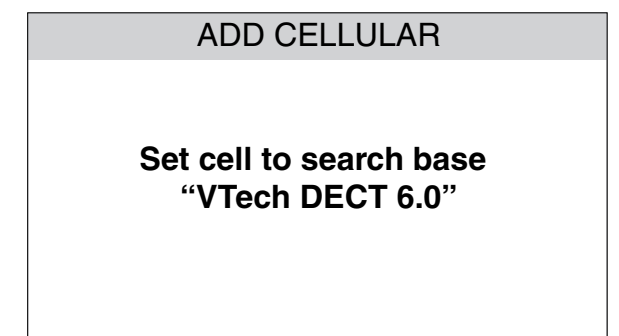 ADD CELLULAR
Set cell to search base
“VTech DECT 6.0”